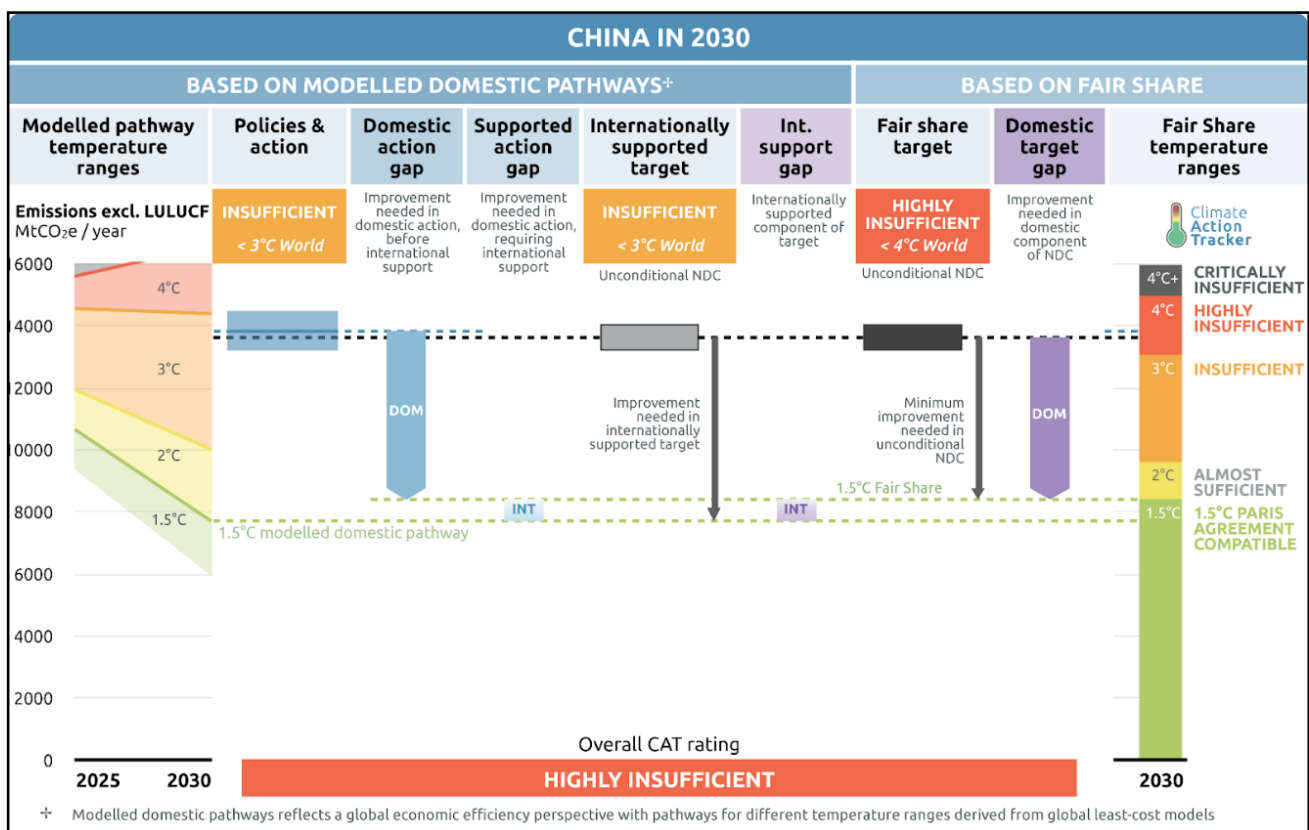 CHINA IN 2030
BASED ON MODELLED DOMESTIC PATHWAYS✢
BASED ON FAIR SHARE
Modelled pathway
temperature
ranges
Policies &
action
Domestic
action
gap
Supported
action gap
Internationally
supported
target
Int.
support
gap
Fair share
target
Domestic
target
gap
Fair Share
temperature
ranges
Emissions excl. LULUCF
MtCO₂e / year
INSUFFICIENT
< 3°C World
Improvement
needed in
domestic action,
before
international
support
Improvement
needed in
domestic action,
requiring
international
support
INSUFFICIENT
< 3°C World
Unconditional NDC
Internationally
supported
component of
target
HIGHLY
INSUFFICIENT
< 4°C World
Unconditional NDC
Improvement
needed in
domestic
component
of NDC
Climate
Action
Tracker
16000
14000
12000
10000
8000
6000
4000
2000
0
4°C
3°C
2°C
1.5°C
2025
2030
DOM
INT
Improvement
needed in
internationally
supported target
INT
Minimum
improvement
needed in
unconditional
NDC
DOM
1.5°C Fair Share
1.5°C modelled domestic pathway
4°C+
CRITICALLY
INSUFFICIENT
4°C
HIGHLY
INSUFFICIENT
3°C
INSUFFICIENT
2°C
ALMOST
SUFFICIENT
1.5°C
1.5°C PARIS
AGREEMENT
COMPATIBLE
2030
Overall CAT rating
HIGHLY INSUFFICIENT
✢ Modelled domestic pathways reflects a global economic efficiency perspective with pathways for different temperature ranges derived from global least-cost models